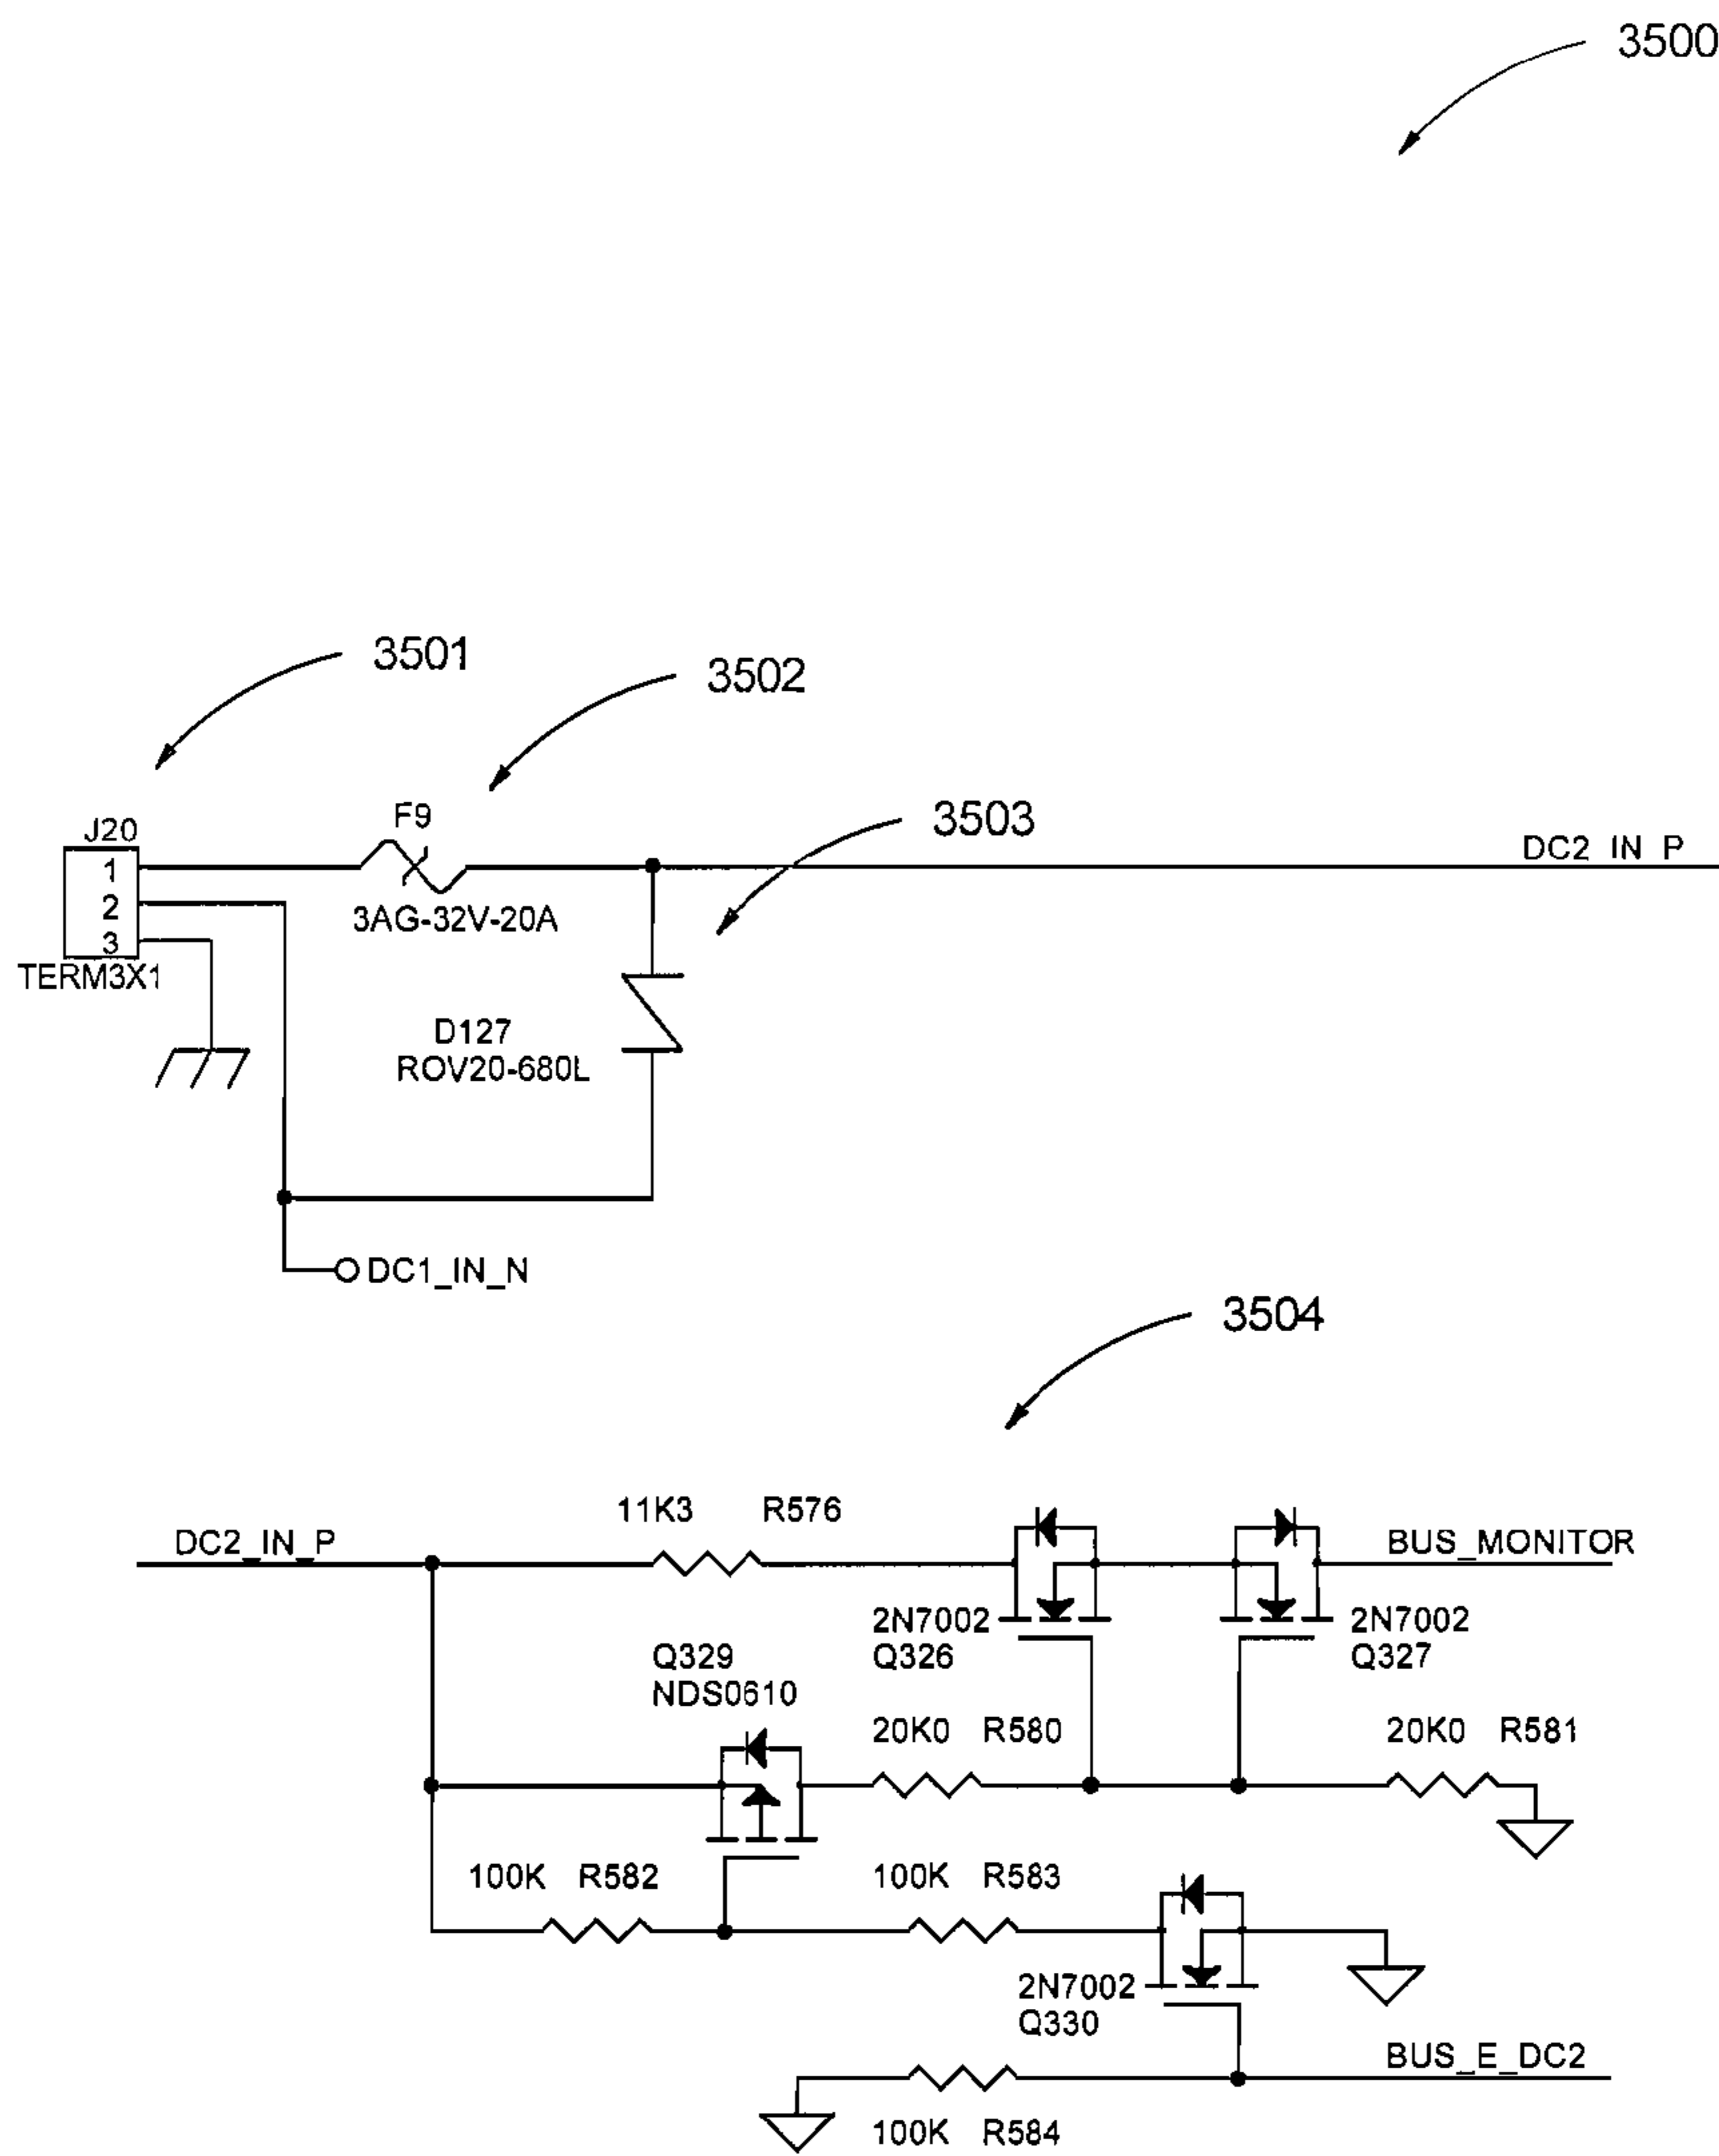 3500
3501
3502
3503
J20
1
2
3
TERM3X1
F9
3AG-32V-20A
DC2_IN_P
D127
ROV20-680L
DC1_IN_N
3504
DC2_IN_P
11K3 R576
BUS_MONITOR
2N7002
Q326
2N7002
Q327
Q329
NDS0610
20K0 R580
20K0 R581
100K R582
100K R583
2N7002
Q330
BUS_E_DC2
100K R584